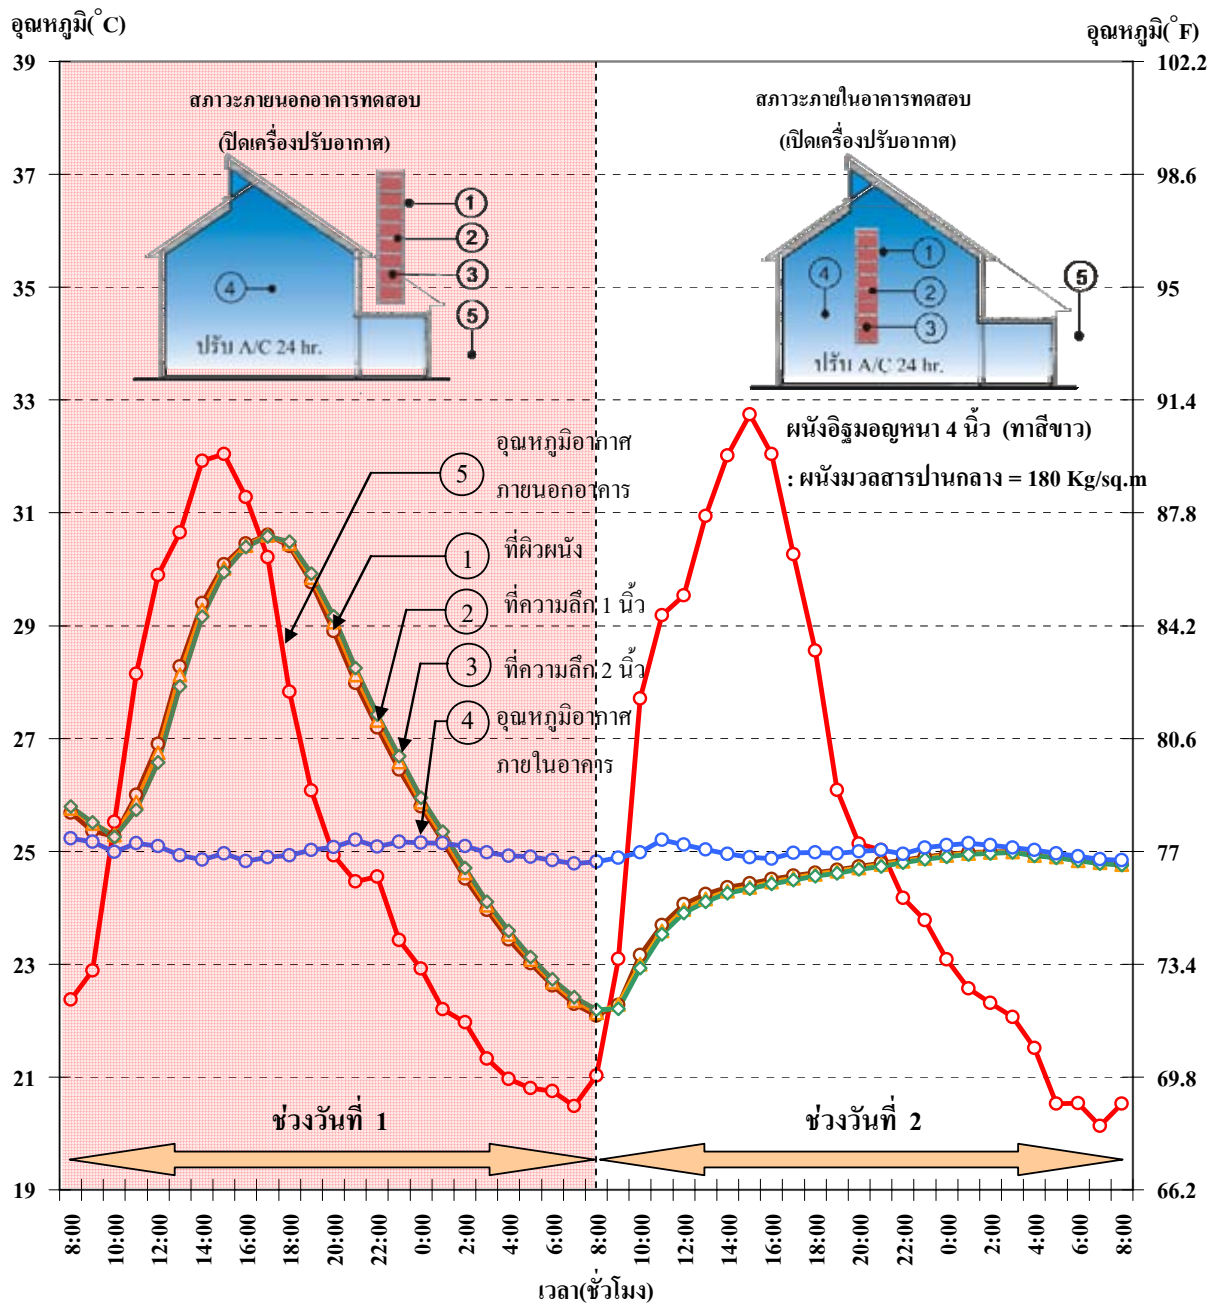 อุณหภูมิ(°C)
อุณหภูมิ(°F)
39
37
35
33
31
29
27
25
23
21
19
102.2
98.6
95
91.4
87.8
84.2
80.6
77
73.4
69.8
66.2
สภาวะภายนอกอาคารทดสอบ
(ปิดเครื่องปรับอากาศ)
1
2
3
4
5
ปรับ A/C 24 hr.
สภาวะภายในอาคารทดสอบ
(เปิดเครื่องปรับอากาศ)
1
2
3
4
5
ปรับ A/C 24 hr.
ผนังอิฐมอญหนา 4 นิ้ว (ทาสีขาว)
: ผนังมวลสารปานกลาง = 180 Kg/sq.m
5 อุณหภูมิอากาศ
ภายนอกอาคาร
1 ที่ผิวผนัง
2 ที่ความลึก 1 นิ้ว
3 ที่ความลึก 2 นิ้ว
4 อุณหภูมิอากาศ
ภายในอาคาร
ช่วงวันที่ 1
ช่วงวันที่ 2
8:00
10:00
12:00
14:00
16:00
18:00
20:00
22:00
0:00
2:00
4:00
6:00
8:00
10:00
12:00
14:00
16:00
18:00
20:00
22:00
0:00
2:00
4:00
6:00
8:00
เวลา(ชั่วโมง)